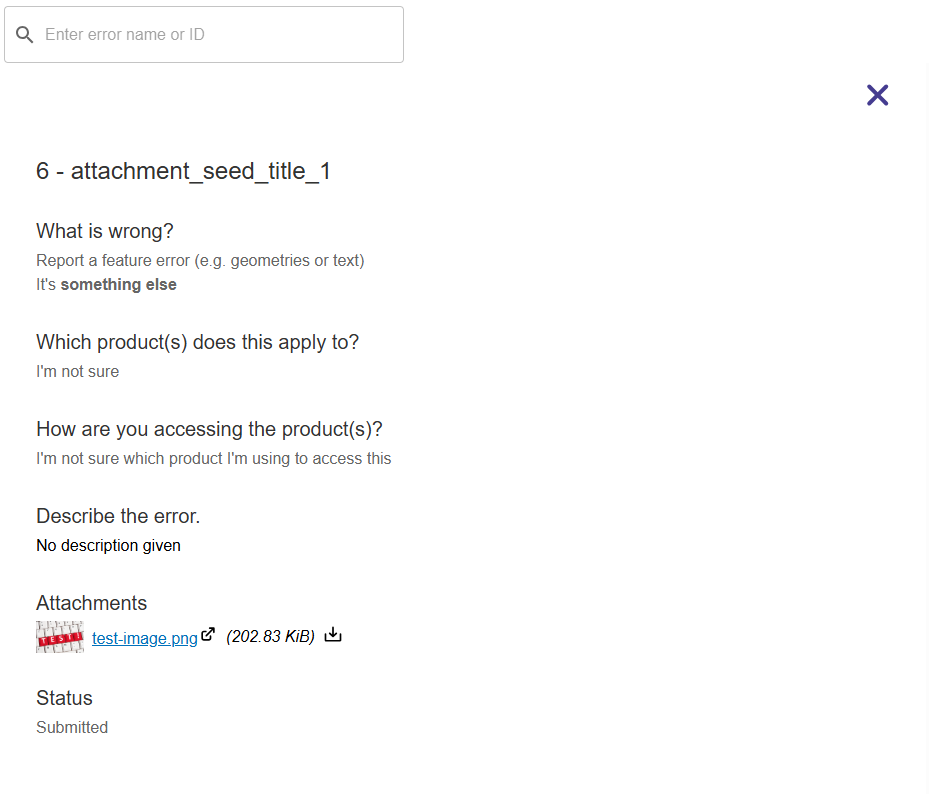 Enter error name or ID
6 - attachment_seed_title_1
What is wrong?
Report a feature error (e.g. geometries or text)
It's something else
Which product(s) does this apply to?
I'm not sure
How are you accessing the product(s)?
I'm not sure which product I'm using to access this
Describe the error.
No description given
Attachments
TEST! test-image.png (202.83 KiB)
Status
Submitted